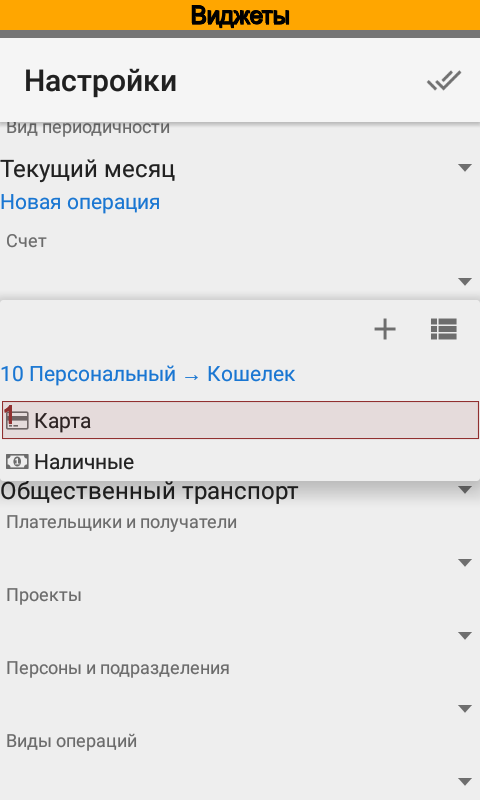 Виджеты
Настройки
Вид периодичности
Текущий месяц
Новая операция
Счет
10 Персональный → Кошелек
1 Карта
Наличные
Общественный транспорт
Плательщики и получатели
Проекты
Персоны и подразделения
Виды операций